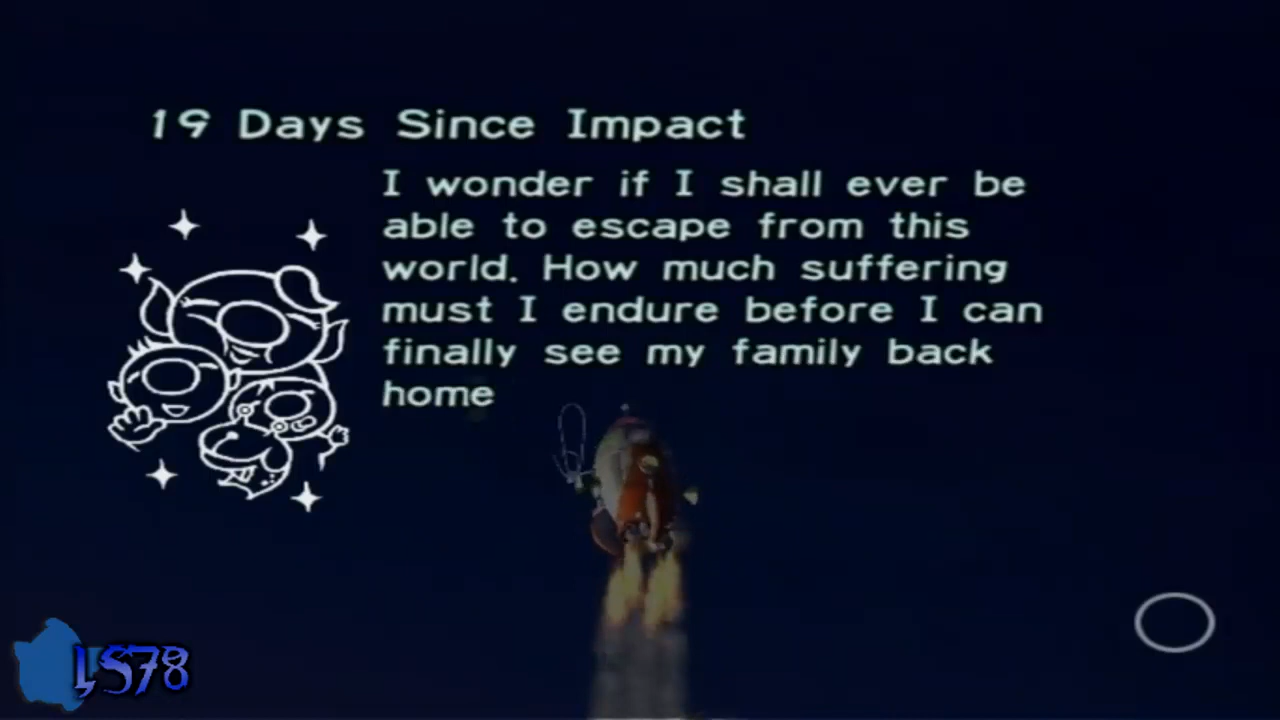 19 Days Since Impact
I wonder if I shall ever be
able to escape from this
world. How much suffering
must I endure before I can
finally see my family back
home
LS78